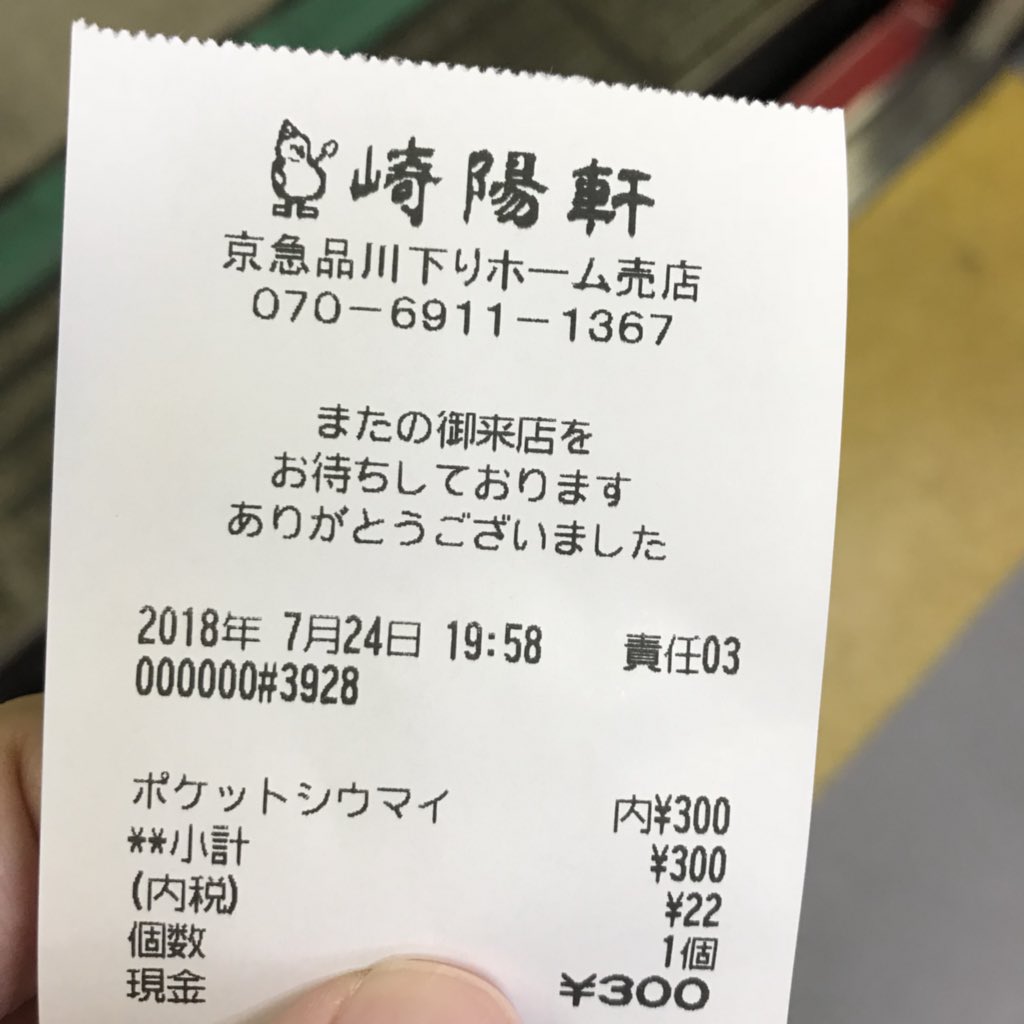 崎陽軒
京急品川下りホーム売店
070-6911-1367
またの御来店を
お待ちしております
ありがとうございました
2018年 7月24日 19:58 責任03
000000#3928
ポケットシウマイ 内¥300
**小計 ¥300
(内税) ¥22
個数 1個
現金 ¥300